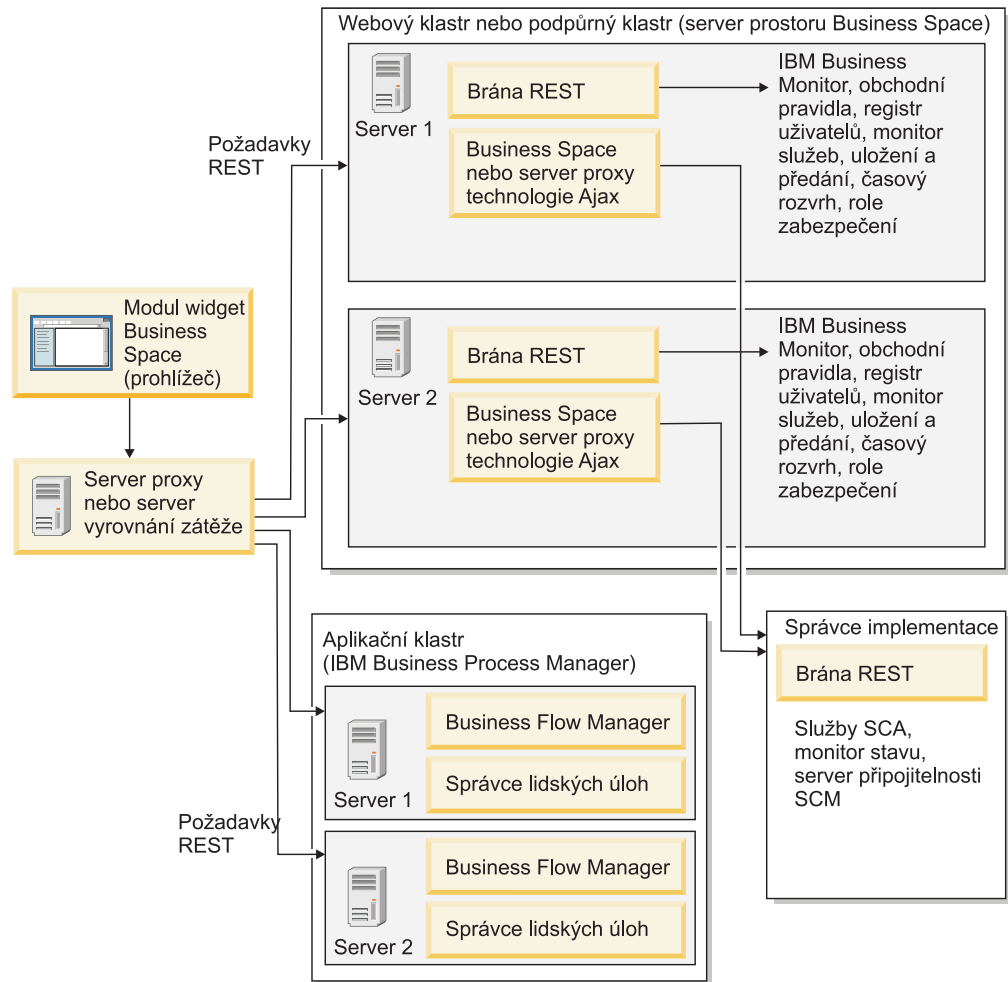 Webový klastr nebo podpůrný klastr (server prostoru Business Space)
Server 1
Brána REST
Business Space
nebo server proxy
technologie Ajax
IBM Business
Monitor, obchodní
pravidla, registr
uživatelů, monitor
služeb, uložení a
předání, časový
rozvrh, role
zabezpečení
Požadavky
REST
Modul widget
Business
Space
(prohlížeč)
Server 2
Brána REST
Business Space
nebo server proxy
technologie Ajax
IBM Business
Monitor, obchodní
pravidla, registr
uživatelů, monitor
služeb, uložení a
předání, časový
rozvrh, role
zabezpečení
Server proxy
nebo server
vyrovnání zátěže
Aplikační klastr
(IBM Business Process Manager)
Server 1
Business Flow Manager
Správce lidských úloh
Požadavky
REST
Server 2
Business Flow Manager
Správce lidských úloh
Správce implementace
Brána REST
Služby SCA,
monitor stavu,
server připojitelnosti
SCM